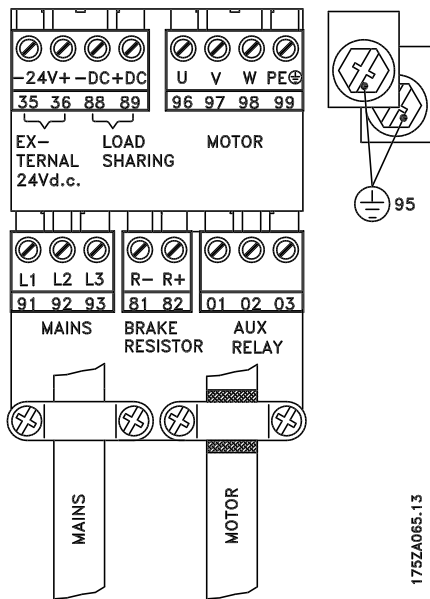 -24V+ -DC+DC U V W PE
35 36 88 89 96 97 98 99
EX- LOAD MOTOR
TERNAL SHARING
24Vd.c.
95
L1 L2 L3 R- R+
91 92 93 81 82 01 02 03
MAINS BRAKE AUX
RESISTOR RELAY
MAINS
MOTOR
175ZA065.13